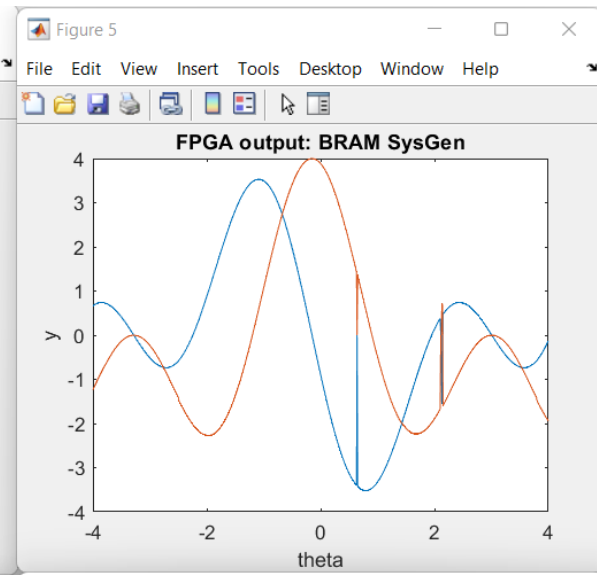 Figure 5
File Edit View Insert Tools Desktop Window Help
FPGA output: BRAM SysGen
4
3
2
1
0
-1
-2
-3
-4
y
-4 -2 0 2 4
theta